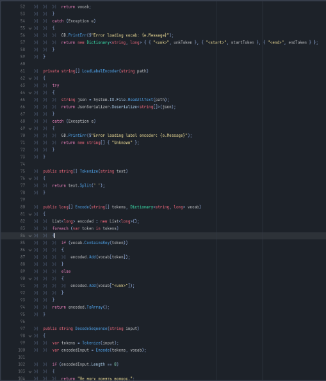 return vocab;
}
catch (Exception e)
{
GD.PrintErr($"Error loading vocab: {e.Message}");
return new Dictionary<string, long> { { "<unk>", unkToken }, { "<start>", startToken }, { "<end>", endToken } };
}
}
private string[] LoadLabelEncoder(string path)
{
try
{
string json = System.IO.File.ReadAllText(path);
return JsonSerializer.Deserialize<string[]>(json);
}
catch (Exception e)
{
GD.PrintErr($"Error loading label encoder: {e.Message}");
return new string[] { "Unknown" };
}
}
public string[] Tokenize(string text)
{
return text.Split(' ');
}
public long[] Encode(string[] tokens, Dictionary<string, long> vocab)
{
List<long> encoded = new List<long>();
foreach (var token in tokens)
{
if (vocab.ContainsKey(token))
{
encoded.Add(vocab[token]);
}
else
{
encoded.Add(vocab["<unk>"]);
}
}
return encoded.ToArray();
}
public string
(string input)
{
var tokens = Tokenize(input);
var encodedInput = Encode(tokens, vocab);
if (encodedInput.Length == 0)
{
return